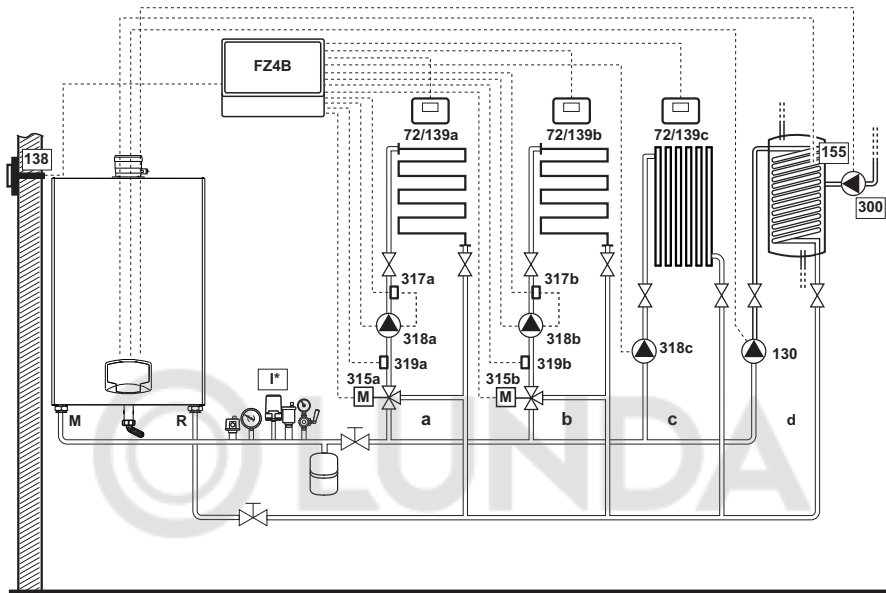 FZ4B
72/139a
72/139b
72/139c
138
155
300
317a
317b
318a
318b
318c
130
319a
319b
I*
315a
315b
M
M
M
R
a
b
c
d
LUNDA